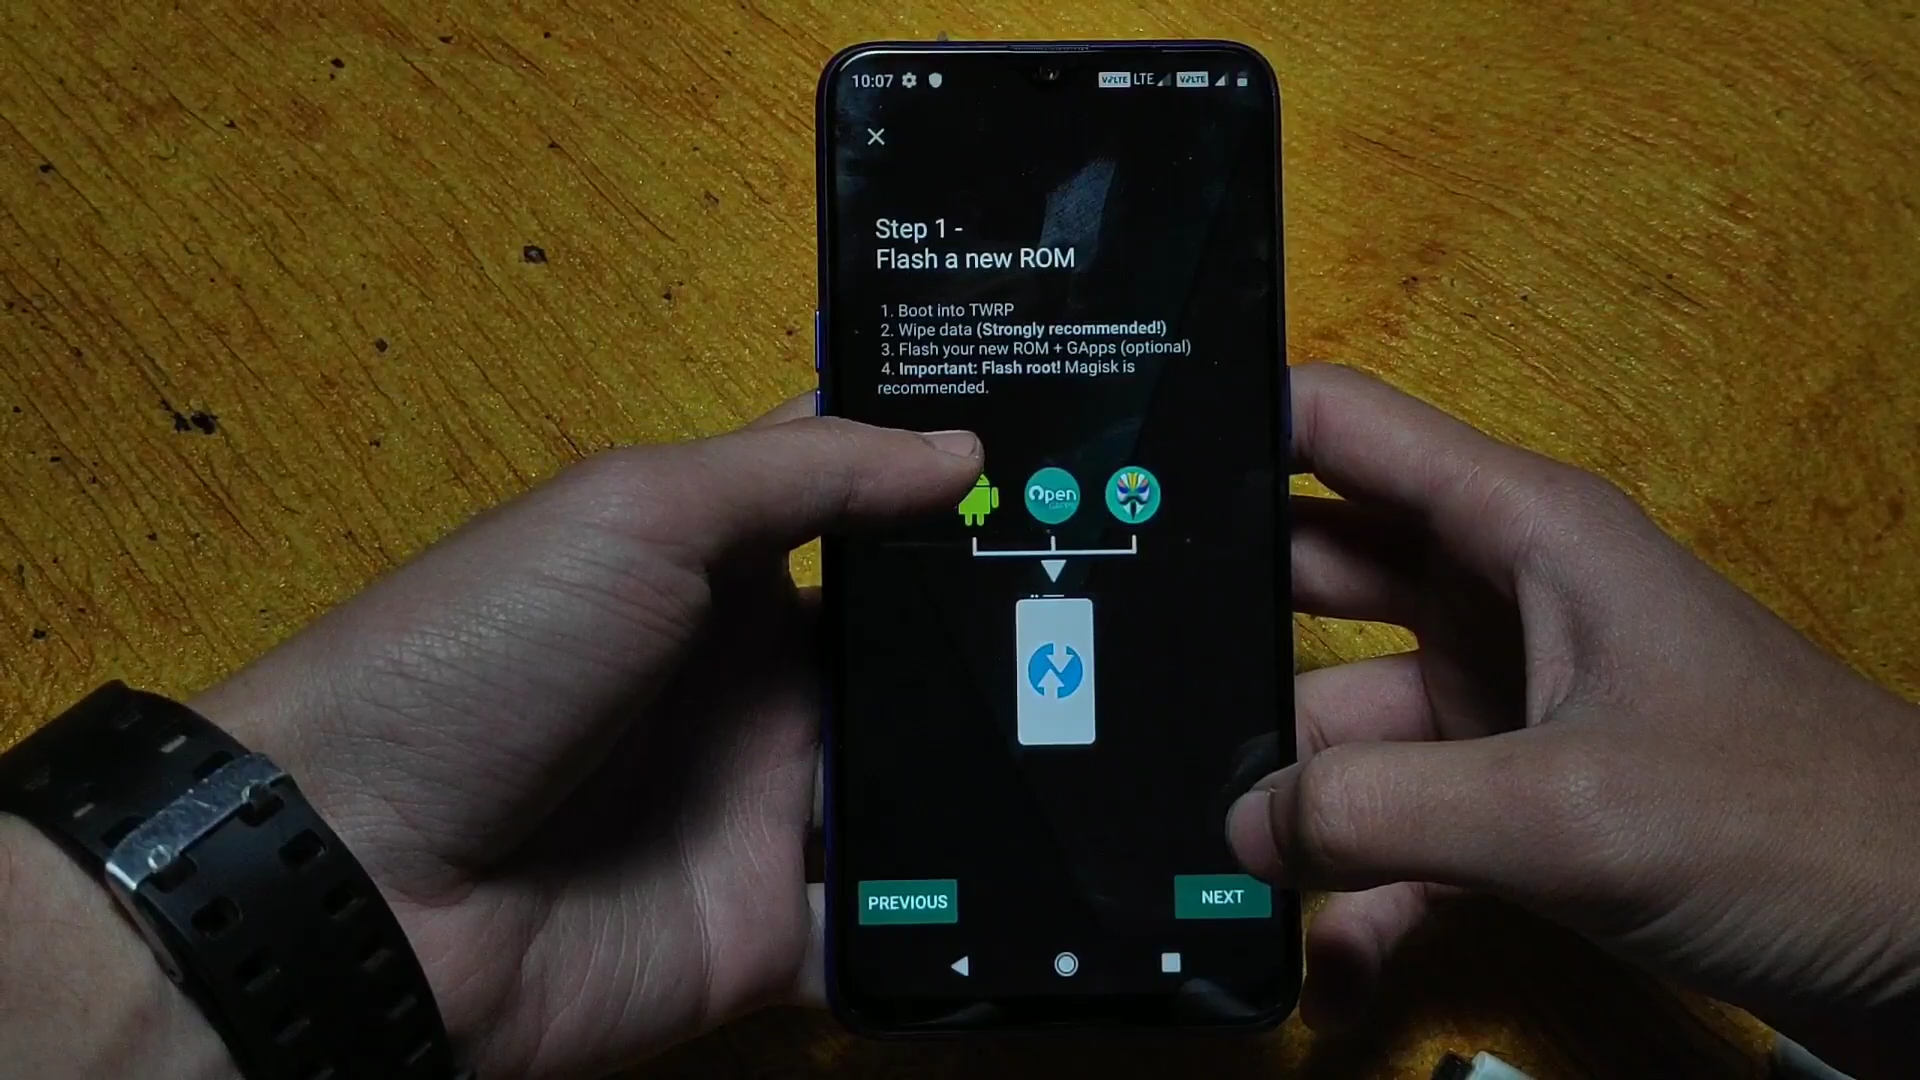 10:07 VoLTE LTE VoLTE
Step 1 -
Flash a new ROM
1. Boot into TWRP
2. Wipe data (Strongly recommended!)
3. Flash your new ROM + GApps (optional)
4. Important: Flash root! Magisk is
recommended.
Open
GApps
PREVIOUS
NEXT